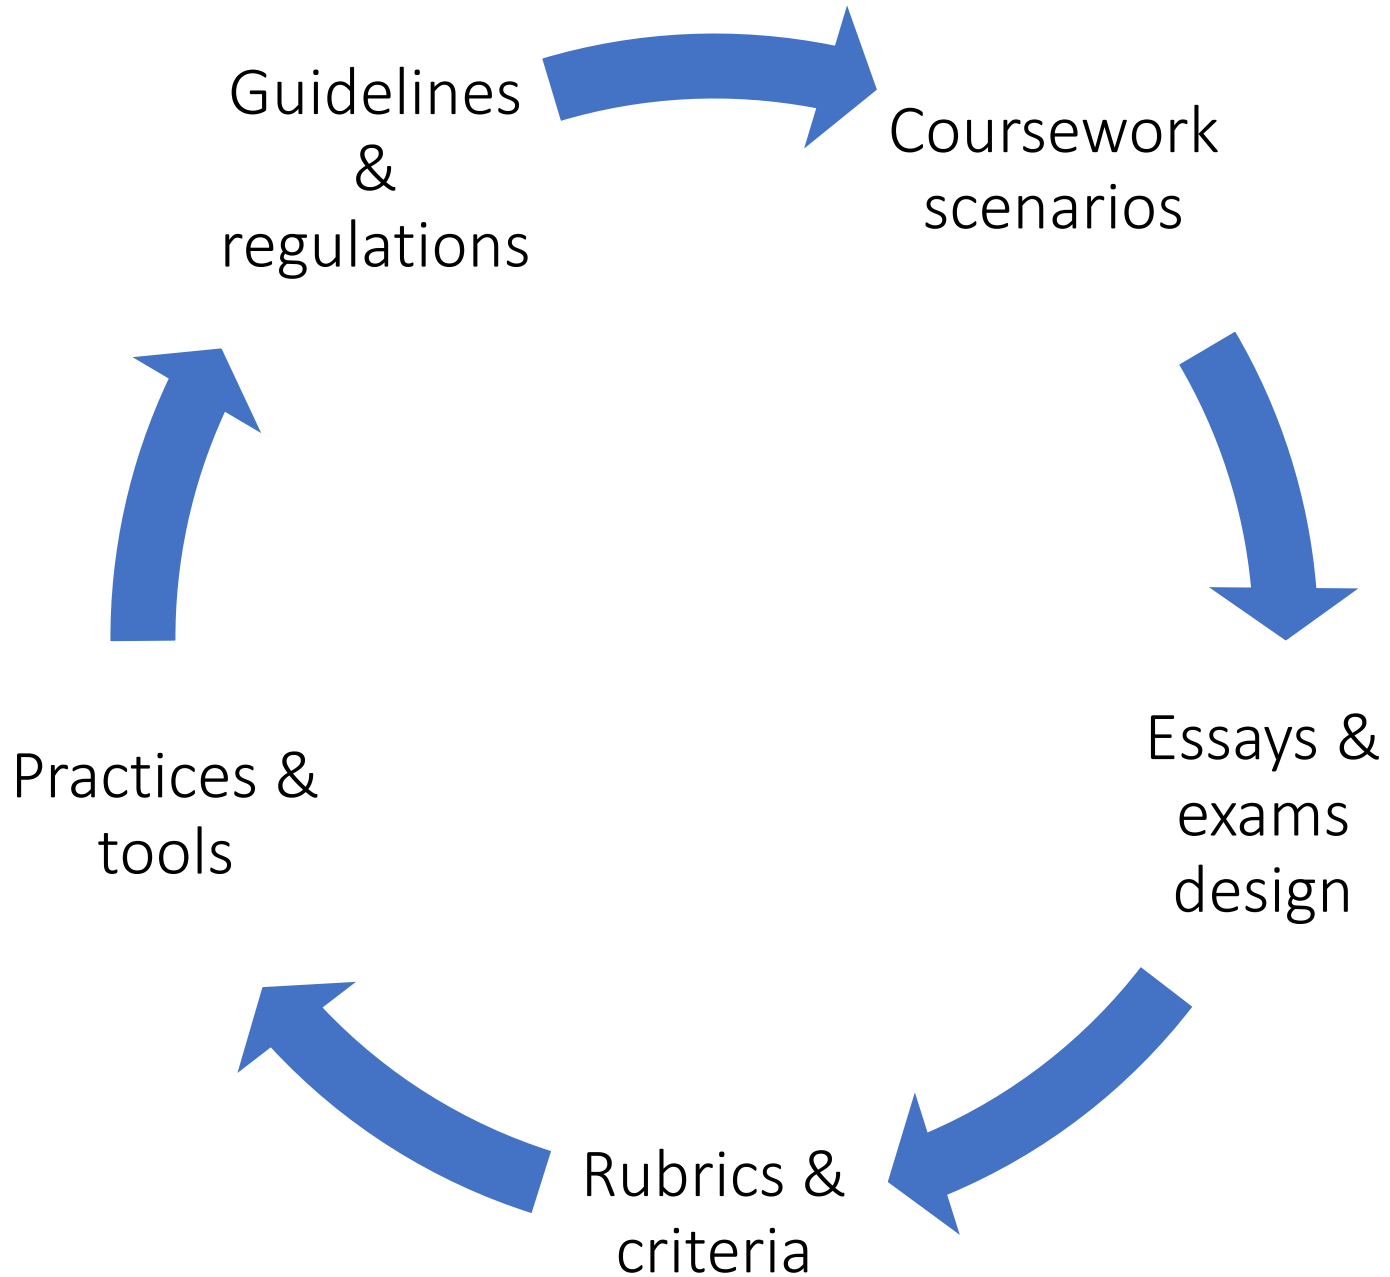 Guidelines
&
regulations
Coursework
scenarios
Essays &
exams
design
Rubrics &
criteria
Practices &
tools